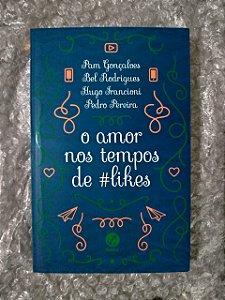 Pam Gonçalves
Bel Rodrigues
Hugo Francioni
Pedro Pereira
o amor
nos tempos
de #likes